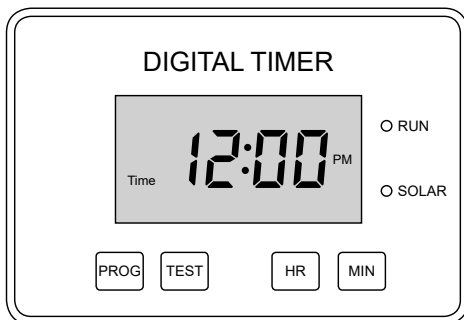 DIGITAL TIMER
RUN
Time 12:00 PM
SOLAR
PROG TEST HR MIN